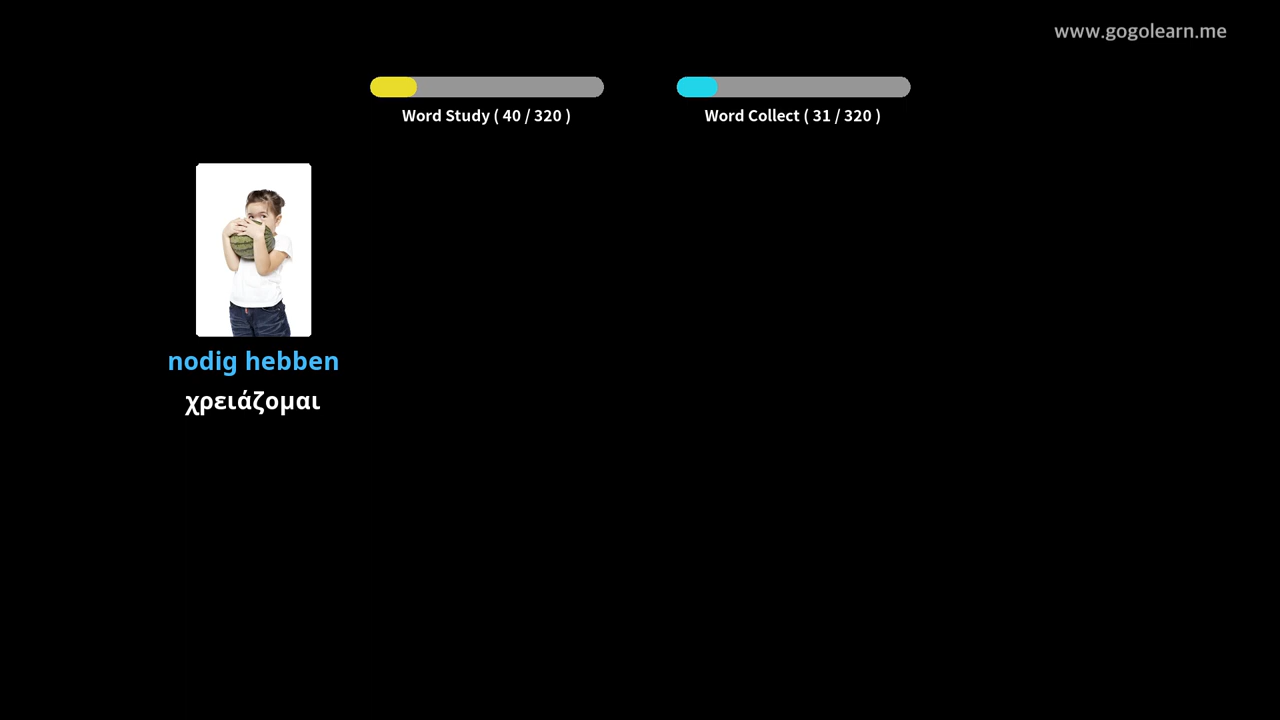 www.gogolearn.me
Word Study ( 40 / 320 )
Word Collect ( 31 / 320 )
nodig hebben
χρειάζομαι